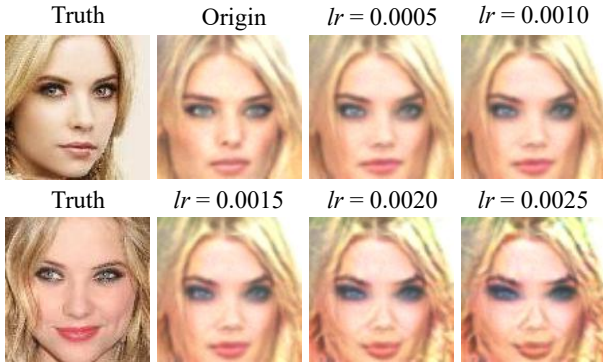 Truth Origin lr = 0.0005 lr = 0.0010
Truth lr = 0.0015 lr = 0.0020 lr = 0.0025